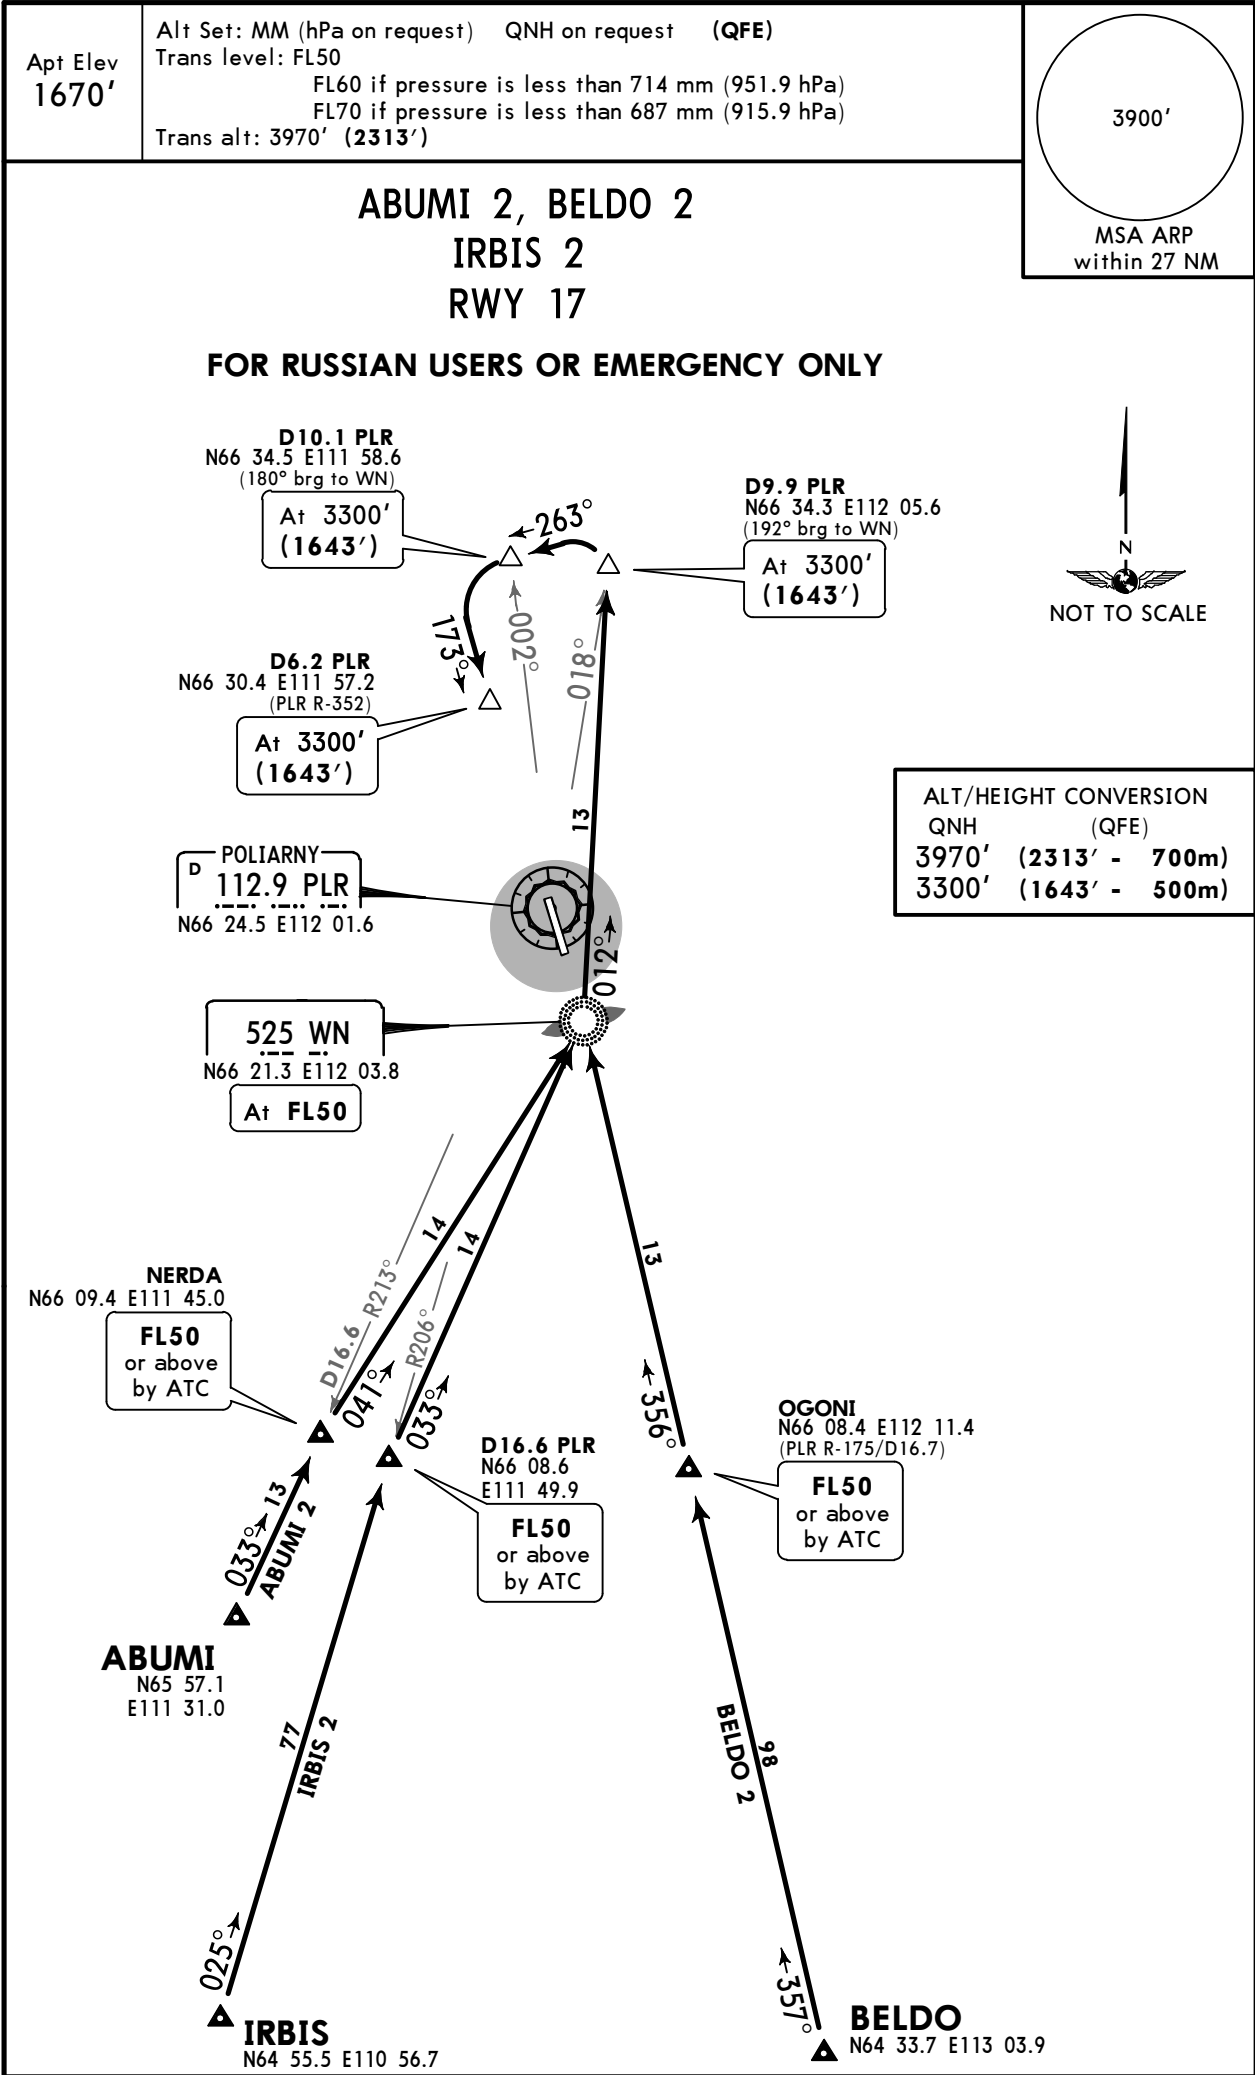 Apt Elev
1670'
Alt Set: MM (hPa on request) QNH on request (QFE)
Trans level: FL50
FL60 if pressure is less than 714 mm (951.9 hPa)
FL70 if pressure is less than 687 mm (915.9 hPa)
Trans alt: 3970' (2313')
3900'
MSA ARP
within 27 NM
ABUMI 2, BELDO 2
IRBIS 2
RWY 17
FOR RUSSIAN USERS OR EMERGENCY ONLY
D10.1 PLR
N66 34.5 E111 58.6
(180° brg to WN)
At 3300'
(1643')
263°
D9.9 PLR
N66 34.3 E112 05.6
(192° brg to WN)
At 3300'
(1643')
N
NOT TO SCALE
173°
002°
018°
D6.2 PLR
N66 30.4 E111 57.2
(PLR R-352)
At 3300'
(1643')
13
ALT/HEIGHT CONVERSION
QNH (QFE)
3970' (2313' - 700m)
3300' (1643' - 500m)
POLIARNY
D 112.9 PLR
N66 24.5 E112 01.6
012°
525 WN
N66 21.3 E112 03.8
At FL50
14
14
13
NERDA
N66 09.4 E111 45.0
FL50
or above
by ATC
D16.6 R213°
R206°
041°
033°
356°
D16.6 PLR
N66 08.6
E111 49.9
FL50
or above
by ATC
OGONI
N66 08.4 E112 11.4
(PLR R-175/D16.7)
FL50
or above
by ATC
033° 13
ABUMI 2
ABUMI
N65 57.1
E111 31.0
77
IRBIS 2
98
BELDO 2
025°
357°
IRBIS
N64 55.5 E110 56.7
BELDO
N64 33.7 E113 03.9